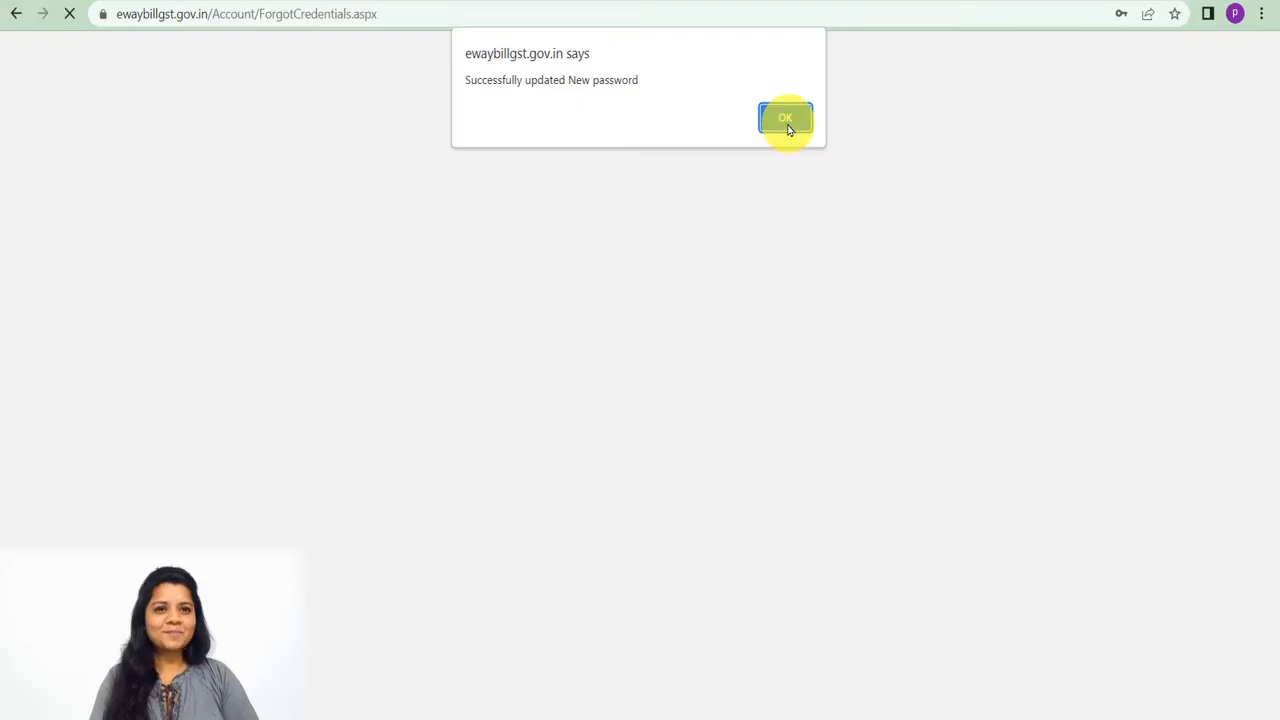 ewaybillgst.gov.in/Account/ForgotCredentials.aspx
P
ewaybillgst.gov.in says
Successfully updated New password
OK